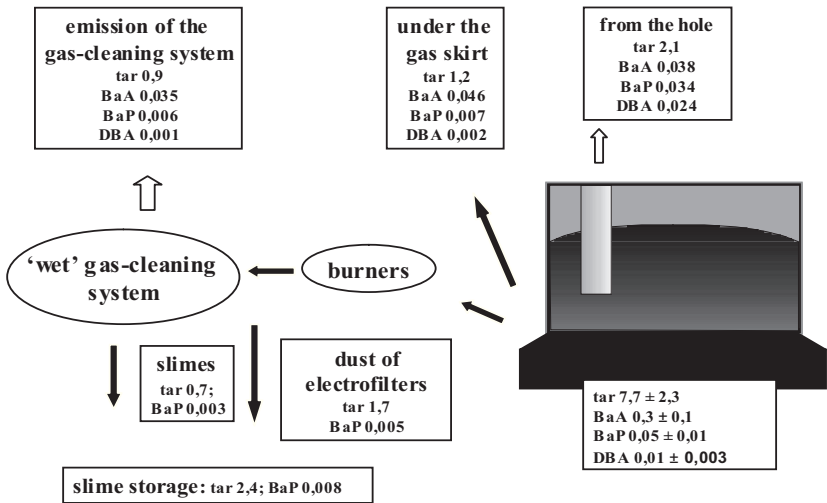 emission of the
gas-cleaning system
tar 0,9
BaA 0,035
BaP 0,006
DBA 0,001
under the
gas skirt
tar 1,2
BaA 0,046
BaP 0,007
DBA 0,002
from the hole
tar 2,1
BaA 0,038
BaP 0,034
DBA 0,024
‘wet’ gas-cleaning
system
burners
slimes
tar 0,7;
BaP 0,003
dust of
electrofilters
tar 1,7
BaP 0,005
tar 7,7 ± 2,3
BaA 0,3 ± 0,1
BaP 0,05 ± 0,01
DBA 0,01 ± 0,003
slime storage: tar 2,4; BaP 0,008